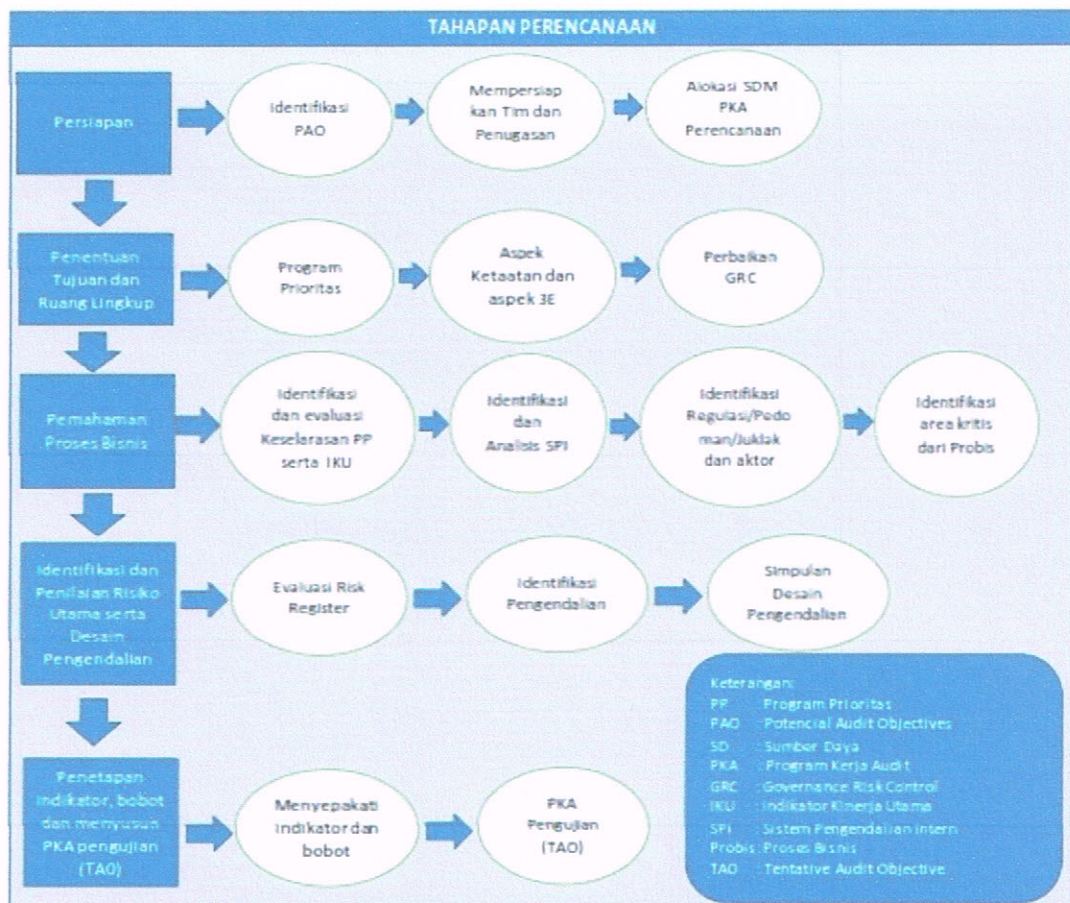 TAHAPAN PERENCANAAN
Persiapan
Identifikasi
PAO
Mempersiap
kan Tim dan
Penugasan
Alokasi SDM
PKA
Perencanaan
Penentuan
Tujuan dan
Ruang Lingkup
Program
Prioritas
Aspek
Ketaatan dan
aspek 3E
Perbaikan
GRC
Pemahaman
Proses Bisnis
Identifikasi
dan evaluasi
Keselarasan PP
serta IKU
Identifikasi
dan
Analisis SPI
Identifikasi
Regulasi/Pedo
man/Juklak
dan aktor
Identifikasi
area kritis
dari Probis
Identifikasi dan
Penilaian Risiko
Utama serta
Desain
Pengendalian
Evaluasi Risk
Register
Identifikasi
Pengendalian
Simpulan
Desain
Pengendalian
Penetapan
indikator, bobot
dan menyusun
PKA pengujian
(TAO)
Menyepakati
indikator dan
bobot
PKA
Pengujian
(TAO)
Keterangan:
PP : Program Prioritas
PAO : Potencial Audit Objectives
SD : Sumber Daya
PKA : Program Kerja Audit
GRC : Governance Risk Control
IKU : Indikator Kinerja Utama
SPI : Sistem Pengendalian intern
Probis : Proses Bisnis
TAO : Tentative Audit Objective